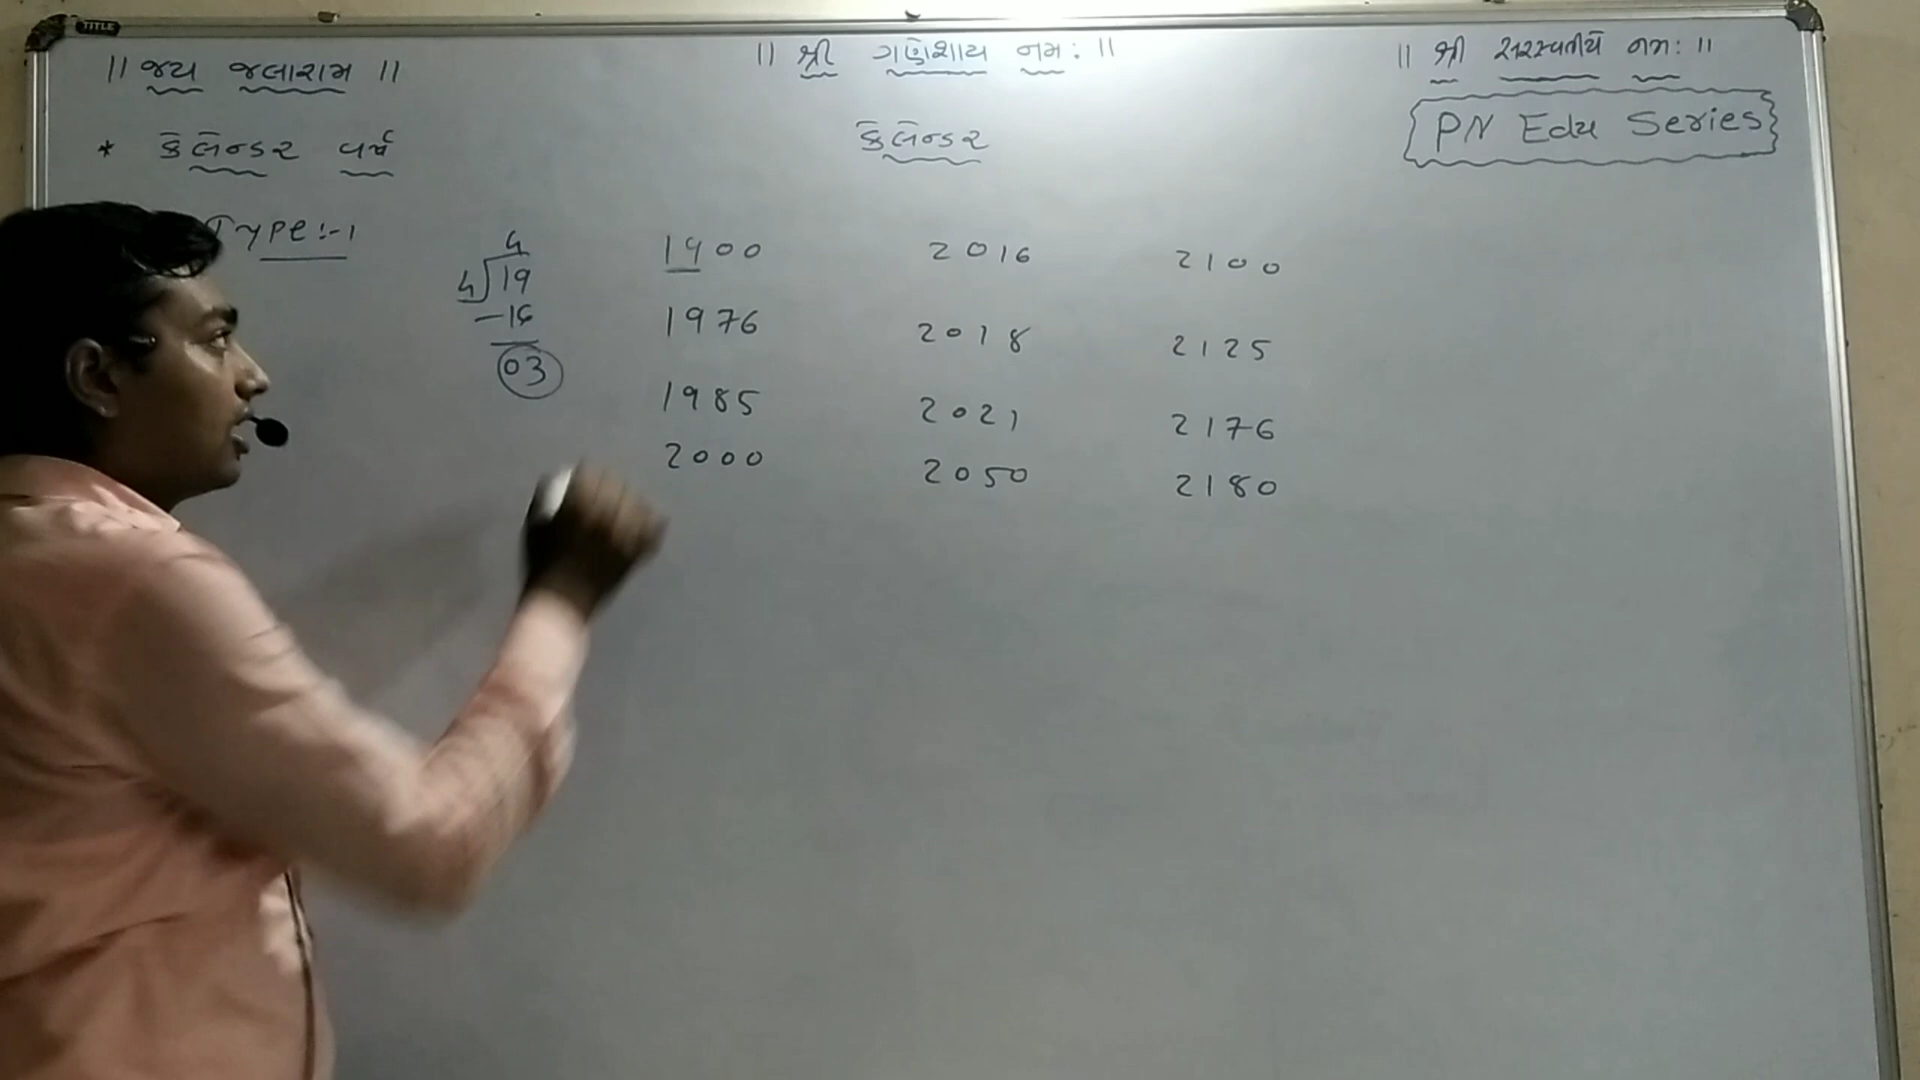 TITLE
॥ જય જલારામ ॥
॥ શ્રી ગણેશાય નમ: ॥
॥ શ્રી સરસ્વતીયૈ નમ: ॥
PN Edu Series
કેલેન્ડર
* કેલેન્ડર વર્ષ
Type:-1
4
4 19
-16
03
1900 2016 2100
1976 2018 2125
1985 2021 2176
2000 2050 2180